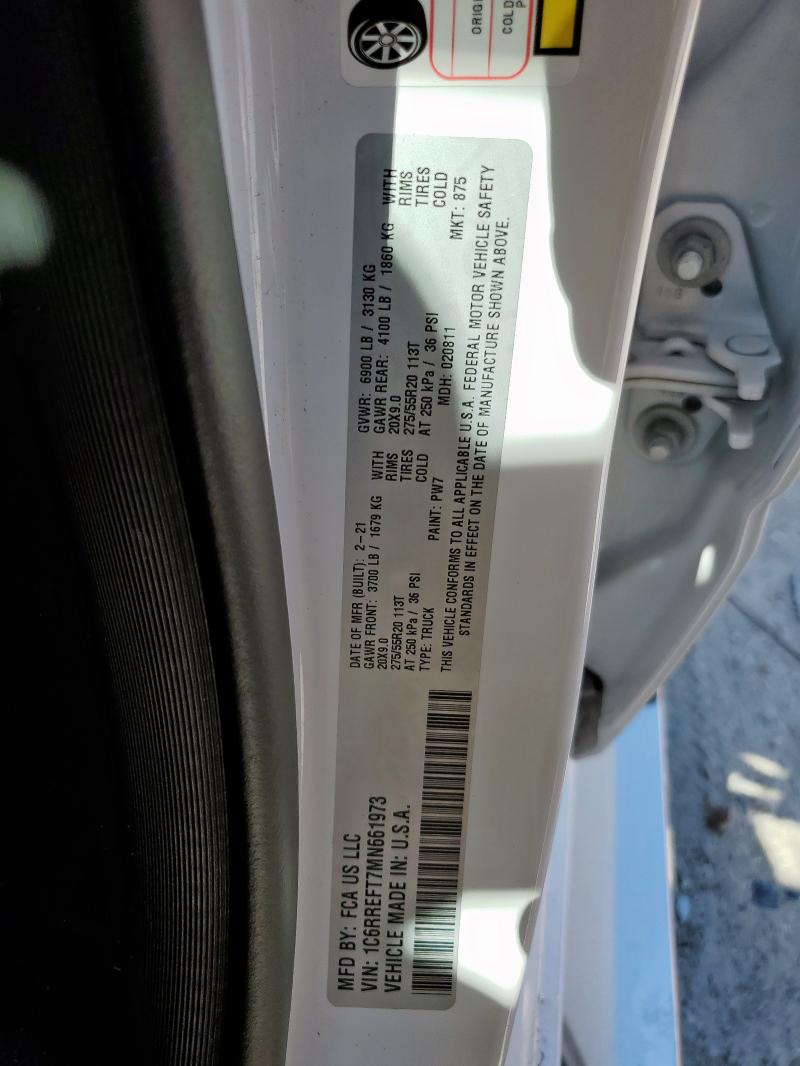 MFD BY: FCA US LLC
VIN: 1C6RREFT7MN661973
VEHICLE MADE IN: U.S.A.
DATE OF MFR (BUILT): 2-21
GAWR FRONT: 3700 LB / 1679 KG WITH
20X9.0 RIMS
275/55R20 113T TIRES
AT 250 kPa / 36 PSI COLD
TYPE: TRUCK PAINT: PW7
GVWR: 6900 LB / 3130 KG
GAWR REAR: 4100 LB / 1860 KG WITH
20X9.0 RIMS
275/55R20 113T TIRES
AT 250 kPa / 36 PSI COLD
MDH: 020811 MKT: 875
THIS VEHICLE CONFORMS TO ALL APPLICABLE U.S.A. FEDERAL MOTOR VEHICLE SAFETY
STANDARDS IN EFFECT ON THE DATE OF MANUFACTURE SHOWN ABOVE.
ORIGI
COLD
P